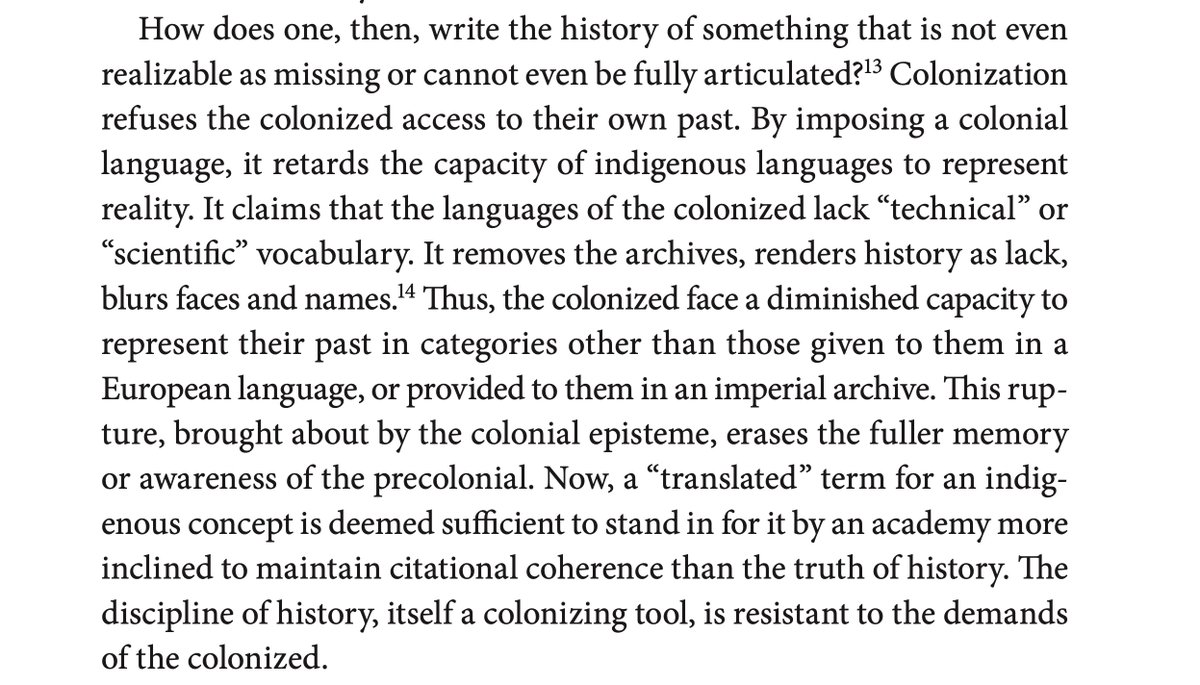 How does one, then, write the history of something that is not even
realizable as missing or cannot even be fully articulated?¹³ Colonization
refuses the colonized access to their own past. By imposing a colonial
language, it retards the capacity of indigenous languages to represent
reality. It claims that the languages of the colonized lack “technical” or
“scientific” vocabulary. It removes the archives, renders history as lack,
blurs faces and names.¹⁴ Thus, the colonized face a diminished capacity to
represent their past in categories other than those given to them in a
European language, or provided to them in an imperial archive. This rup-
ture, brought about by the colonial episteme, erases the fuller memory
or awareness of the precolonial. Now, a “translated” term for an indig-
enous concept is deemed sufficient to stand in for it by an academy more
inclined to maintain citational coherence than the truth of history. The
discipline of history, itself a colonizing tool, is resistant to the demands
of the colonized.